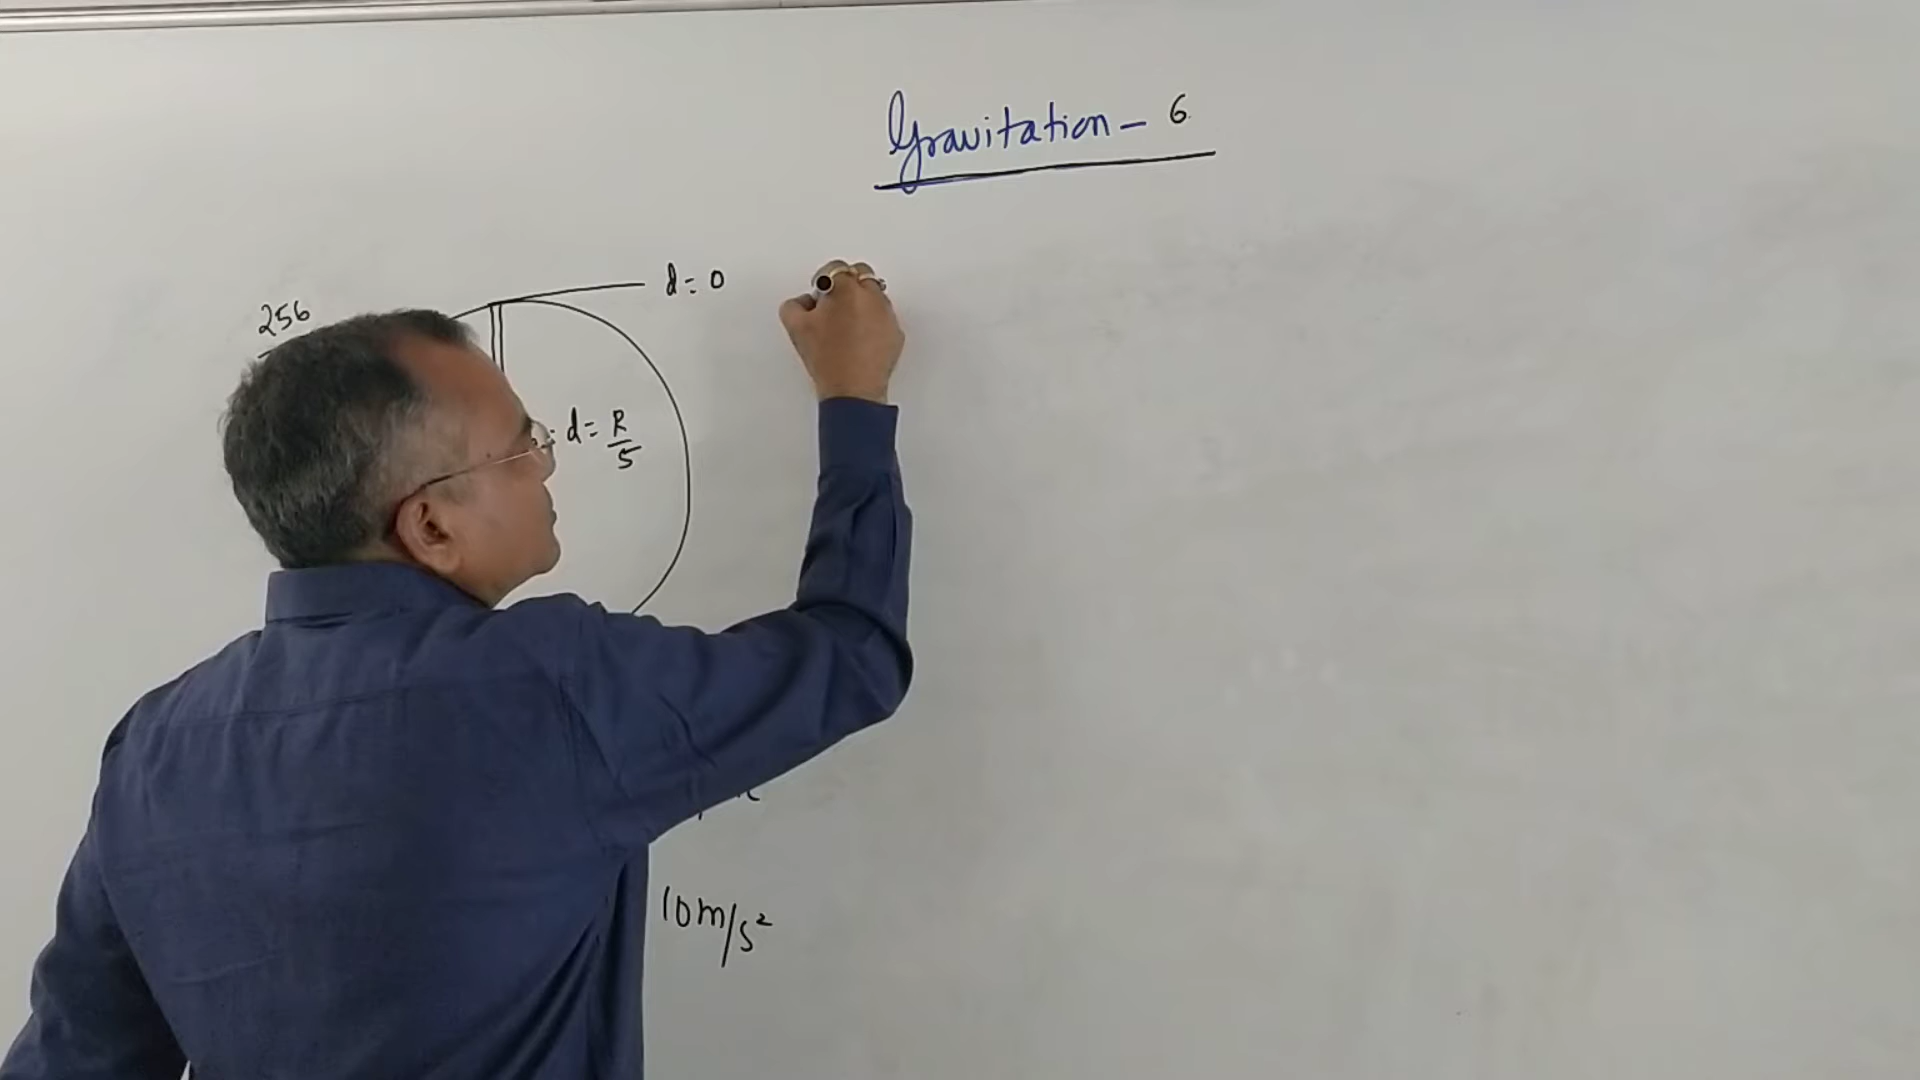 Gravitation - 6
d = 0
256
d = R/5
10m/s²